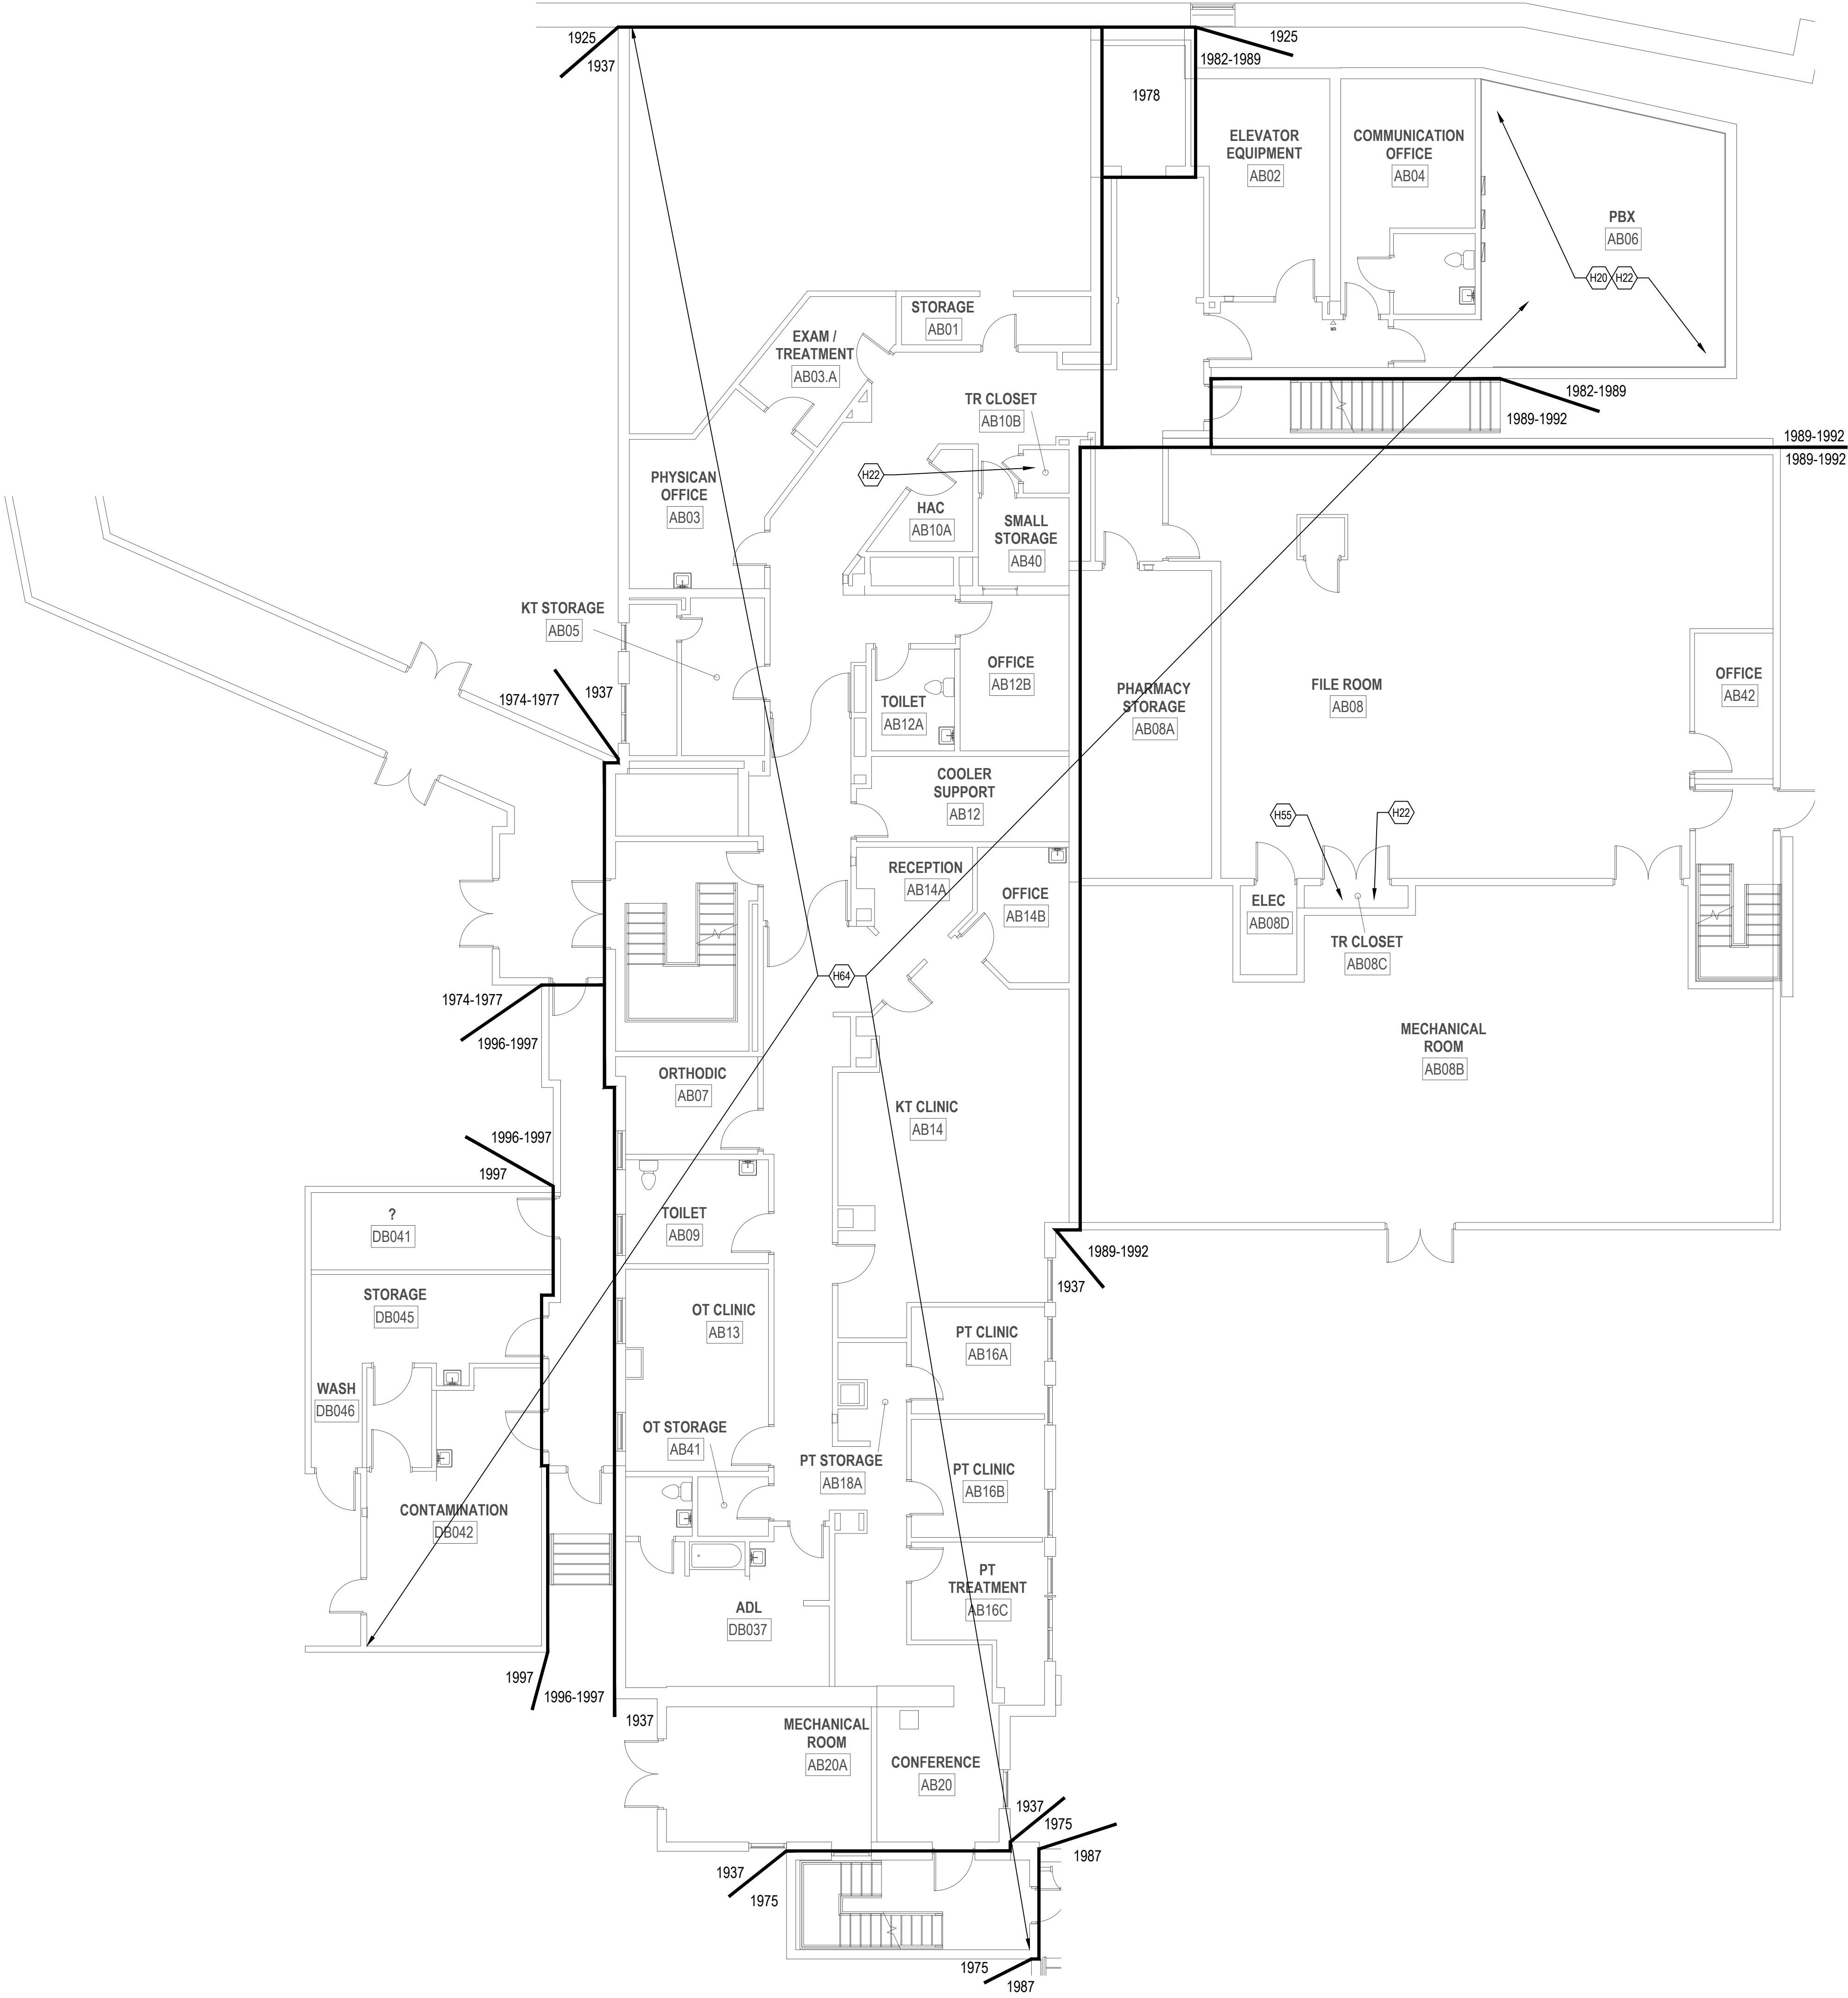 1925
1937
1925
1982-1989
1978
ELEVATOR
EQUIPMENT
AB02
COMMUNICATION
OFFICE
AB04
PBX
AB06
H20
H22
STORAGE
AB01
EXAM /
TREATMENT
AB03.A
TR CLOSET
AB10B
1982-1989
1989-1992
1989-1992
1989-1992
H22
PHYSICAN
OFFICE
AB03
HAC
AB10A
SMALL
STORAGE
AB40
KT STORAGE
AB05
OFFICE
AB12B
TOILET
AB12A
PHARMACY
STORAGE
AB08A
FILE ROOM
AB08
OFFICE
AB42
1974-1977
1937
COOLER
SUPPORT
AB12
H55
H22
RECEPTION
AB14A
OFFICE
AB14B
ELEC
AB08D
TR CLOSET
AB08C
H64
1974-1977
1996-1997
MECHANICAL
ROOM
AB08B
ORTHODIC
AB07
KT CLINIC
AB14
1996-1997
1997
?
DB041
TOILET
AB09
1989-1992
1937
STORAGE
DB045
OT CLINIC
AB13
PT CLINIC
AB16A
WASH
DB046
OT STORAGE
AB41
PT STORAGE
AB18A
PT CLINIC
AB16B
CONTAMINATION
DB042
PT
TREATMENT
AB16C
ADL
DB037
1997
1996-1997
1937
MECHANICAL
ROOM
AB20A
CONFERENCE
AB20
1937
1975
1987
1937
1975
1975
1987